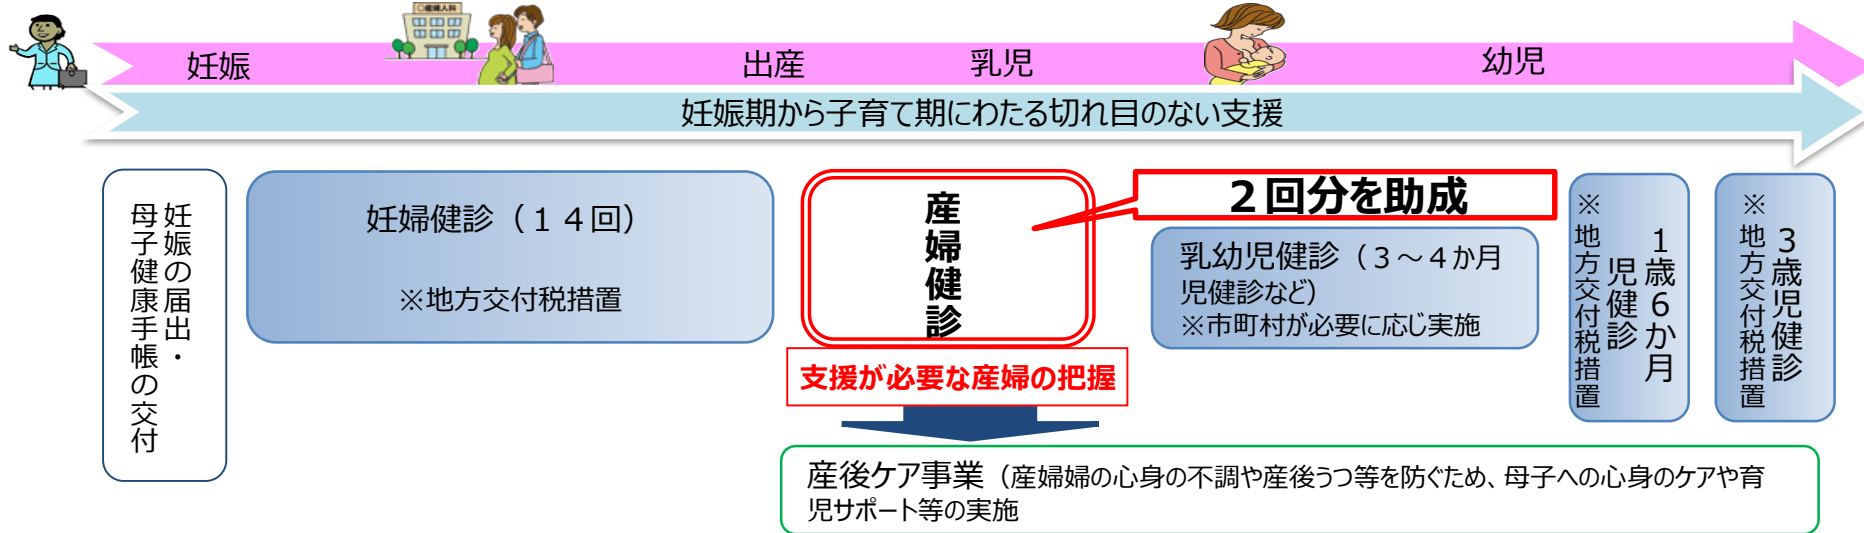 ○産婦人科
妊娠
出産
乳児
幼児
妊娠期から子育て期にわたる切れ目のない支援
妊娠の届出・
母子健康手帳の交付
妊婦健診（１４回）
※地方交付税措置
産婦健診
２回分を助成
乳幼児健診（３～４か月
児健診など）
※市町村が必要に応じ実施
１歳６か月
児健診
※地方交付税措置
３歳児健診
※地方交付税措置
支援が必要な産婦の把握
産後ケア事業（産婦婦の心身の不調や産後うつ等を防ぐため、母子への心身のケアや育
児サポート等の実施